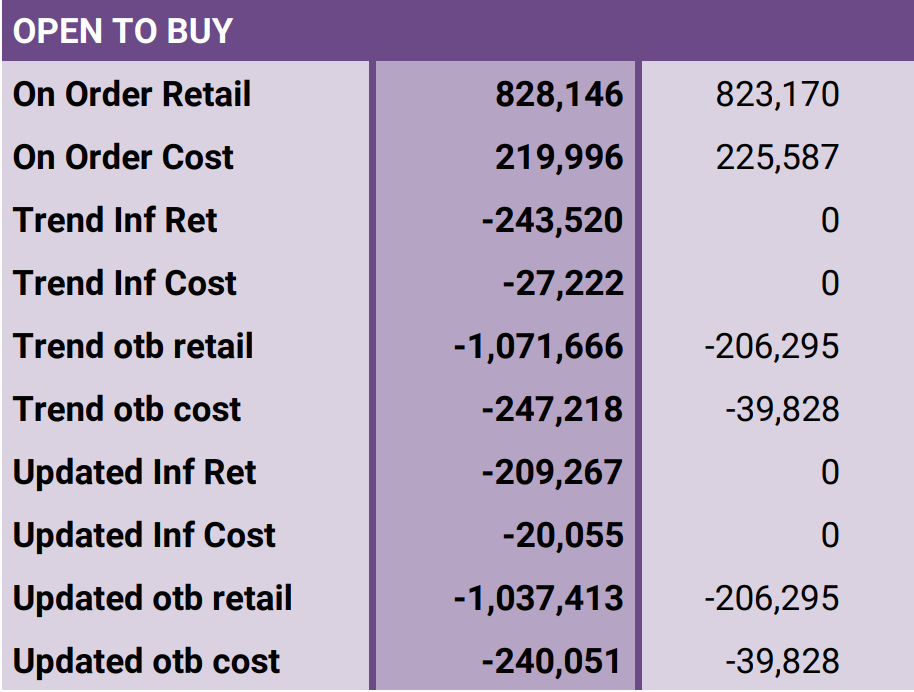 OPEN TO BUY
On Order Retail 828,146 823,170
On Order Cost 219,996 225,587
Trend Inf Ret -243,520 0
Trend Inf Cost -27,222 0
Trend otb retail -1,071,666 -206,295
Trend otb cost -247,218 -39,828
Updated Inf Ret -209,267 0
Updated Inf Cost -20,055 0
Updated otb retail -1,037,413 -206,295
Updated otb cost -240,051 -39,828